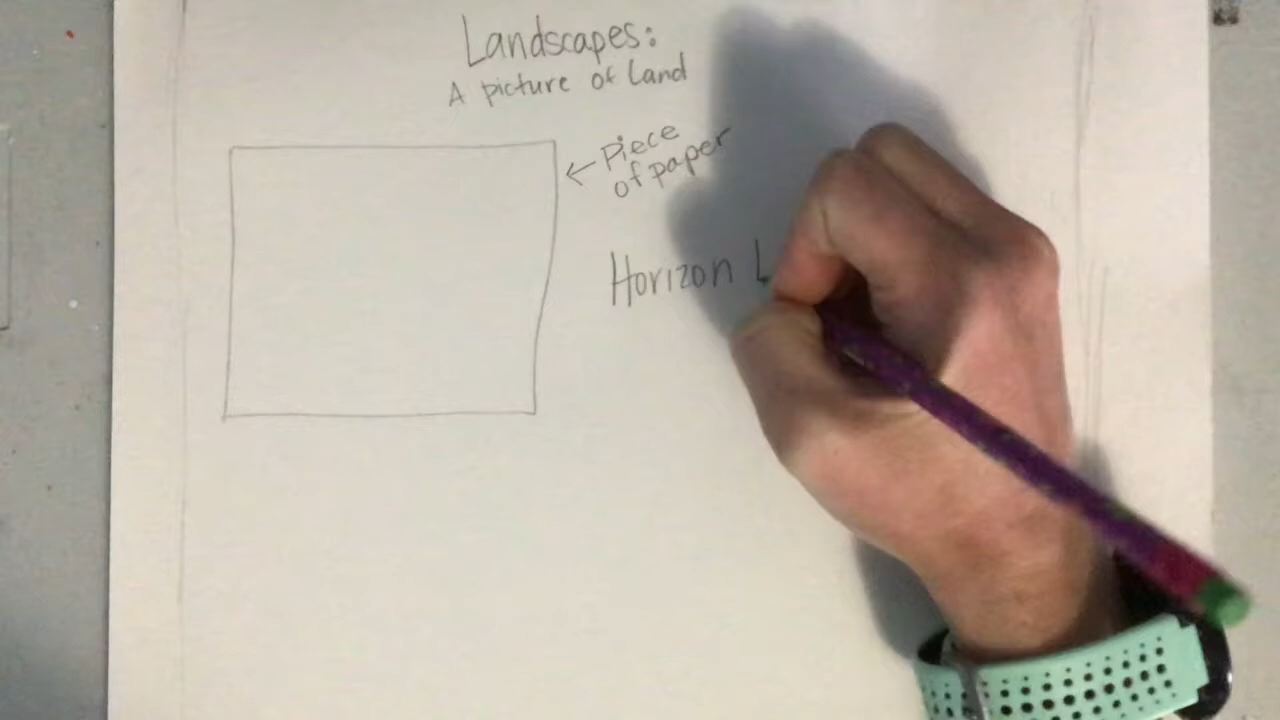 Landscapes:
A picture of Land
← Piece
of paper
Horizon L